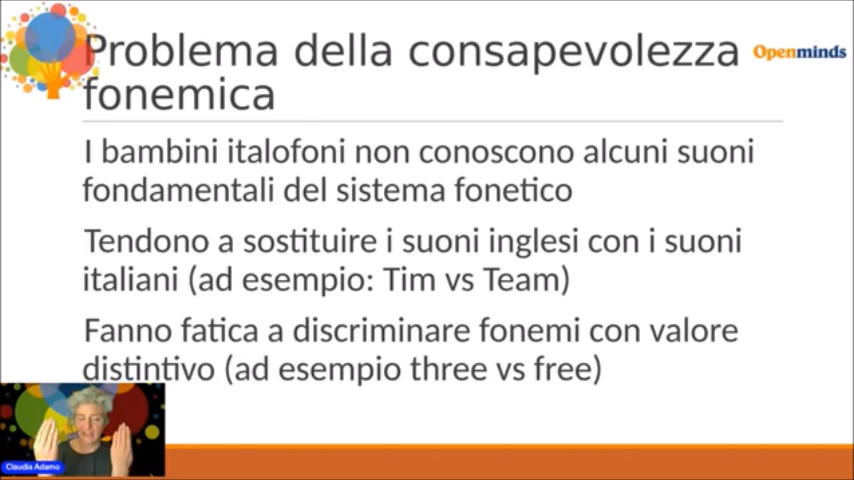 Problema della consapevolezza
fonemica
Openminds
I bambini italofoni non conoscono alcuni suoni
fondamentali del sistema fonetico
Tendono a sostituire i suoni inglesi con i suoni
italiani (ad esempio: Tim vs Team)
Fanno fatica a discriminare fonemi con valore
distintivo (ad esempio three vs free)
Claudia Adamo